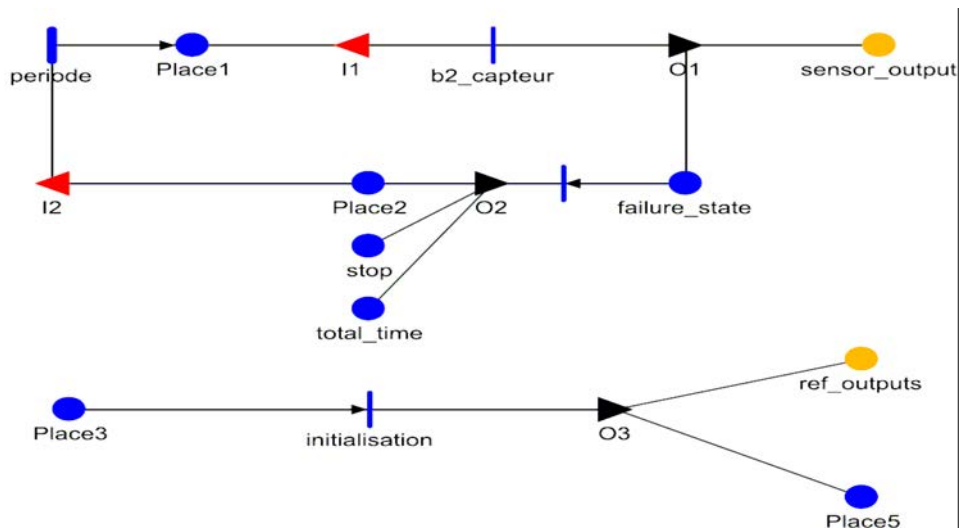 periode
Place1
I1
b2_capteur
O1
sensor_output
I2
Place2
O2
failure_state
stop
total_time
ref_outputs
Place3
initialisation
O3
Place5